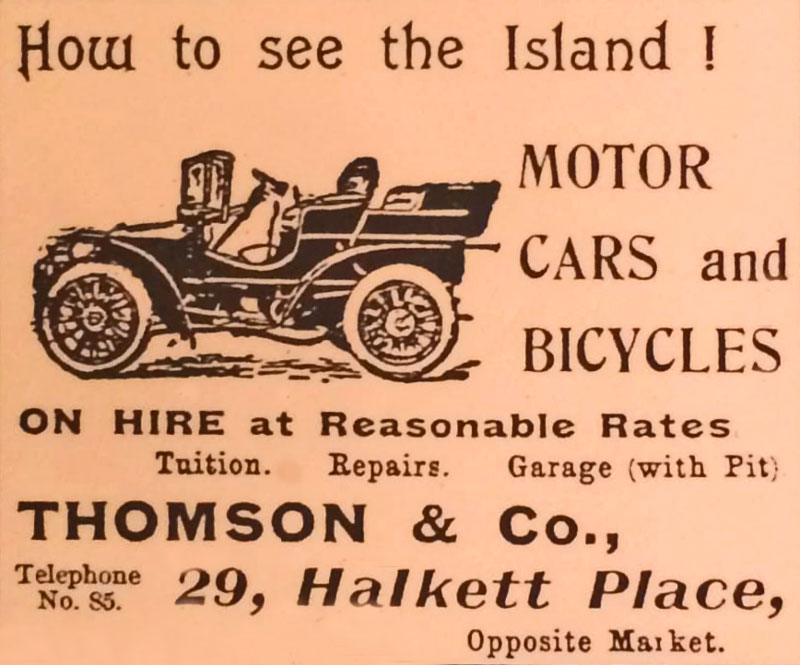 How to see the Island !
MOTOR
CARS and
BICYCLES
ON HIRE at Reasonable Rates
Tuition. Repairs. Garage (with Pit)
THOMSON & Co.,
Telephone
No. 85.
29, Halkett Place,
Opposite Market.